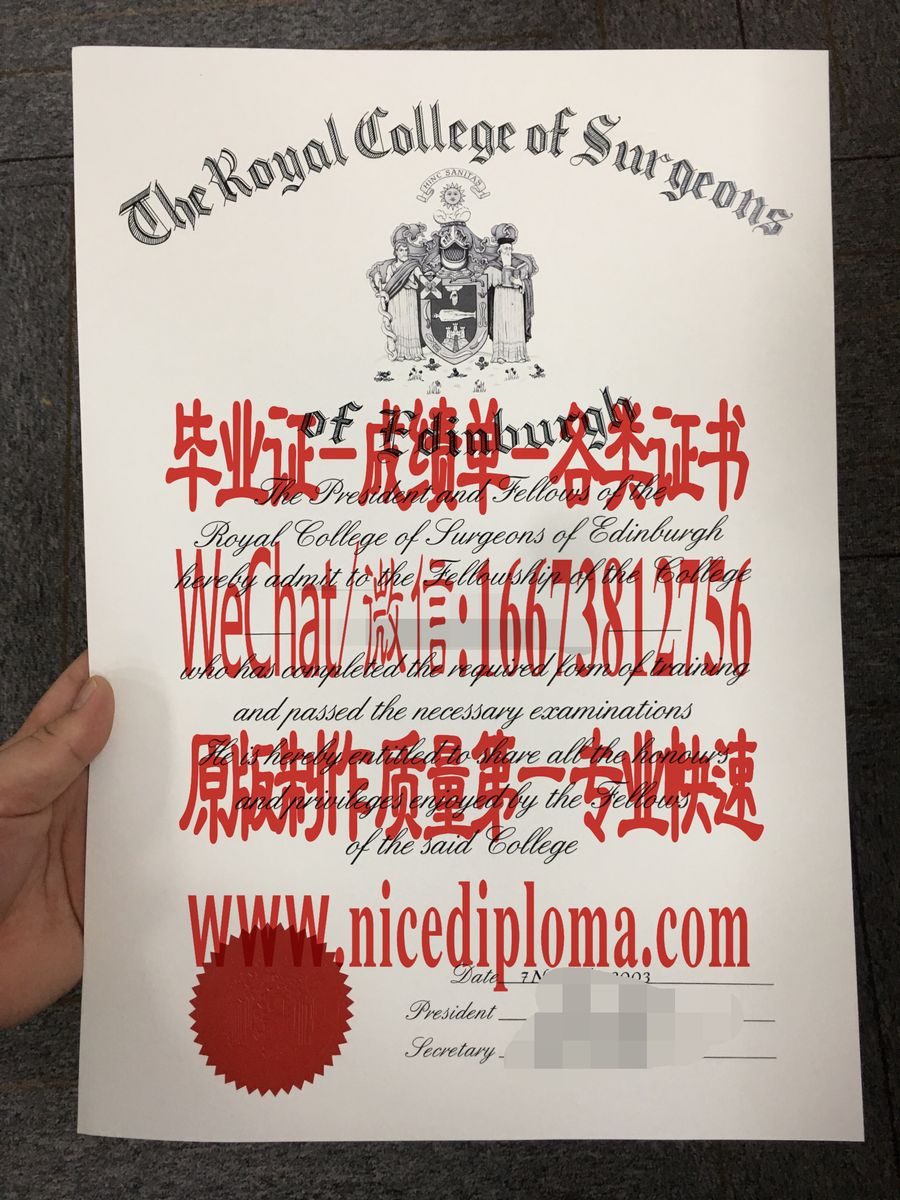 The Royal College of Surgeons
HINC SANITAS
of Edinburgh
毕业证-成绩单-各类证书
The President and Fellows of the
Royal College of Surgeons of Edinburgh
hereby admit to the Fellowship of the College
WeChat/微信:16673812756
who has completed the required form of training
and passed the necessary examinations
He is hereby entitled to share all the honours
原版制作质量第一专业快速
and privileges enjoyed by the Fellows
of the said College
www.nicediploma.com
Date 7 2003
President
Secretary